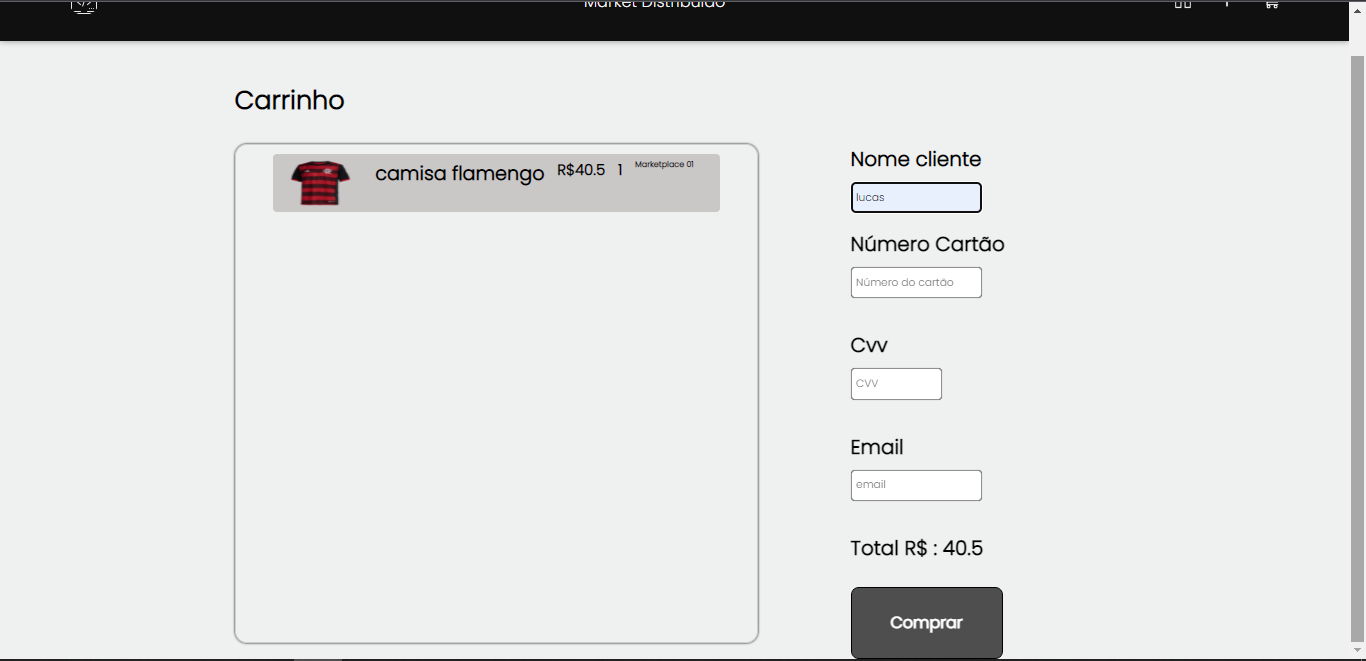 Market Distribuido
Carrinho
camisa flamengo R$40.5 1 Marketplace 01
Nome cliente
lucas
Número Cartão
Número do cartão
Cvv
CVV
Email
email
Total R$ : 40.5
Comprar